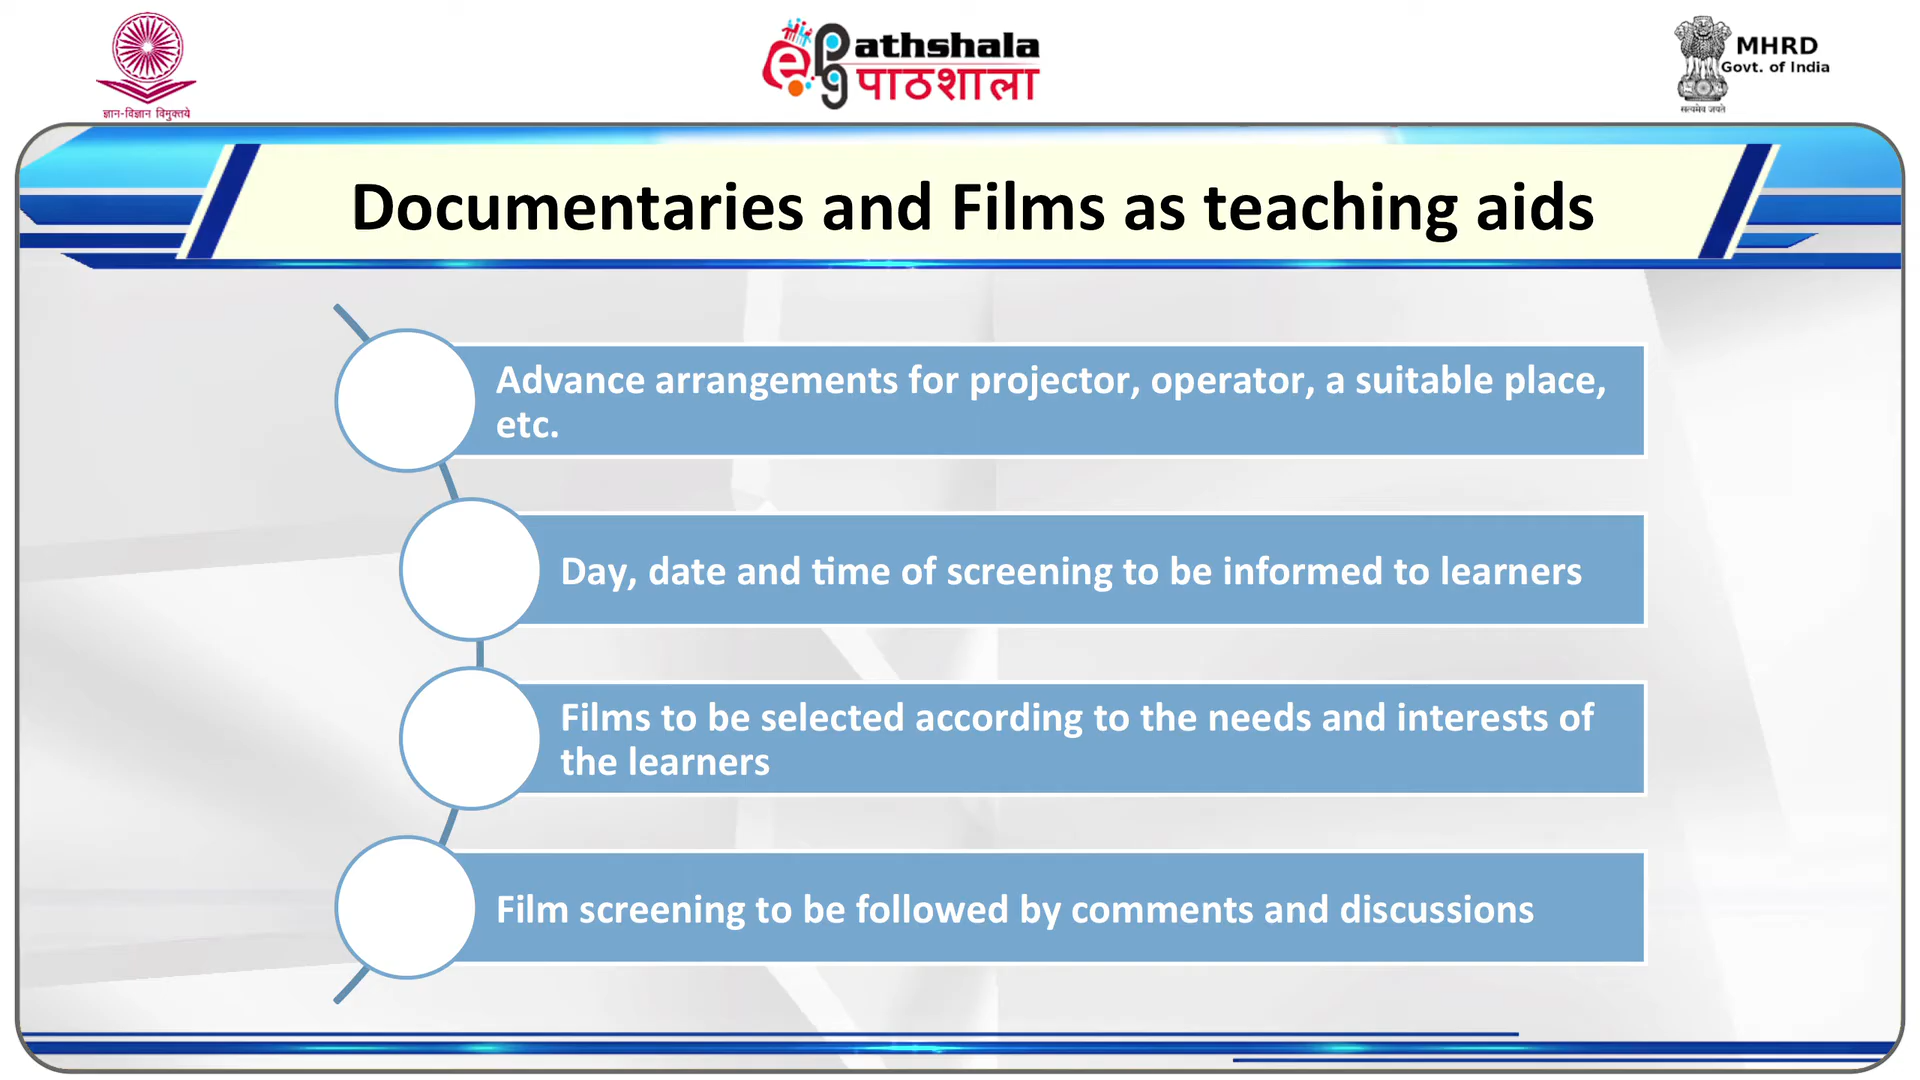 ज्ञान-विज्ञान विमुक्तये
e pg Pathshala
पाठशाला
MHRD
Govt. of India
सत्यमेव जयते
Documentaries and Films as teaching aids
Advance arrangements for projector, operator, a suitable place,
etc.
Day, date and time of screening to be informed to learners
Films to be selected according to the needs and interests of
the learners
Film screening to be followed by comments and discussions